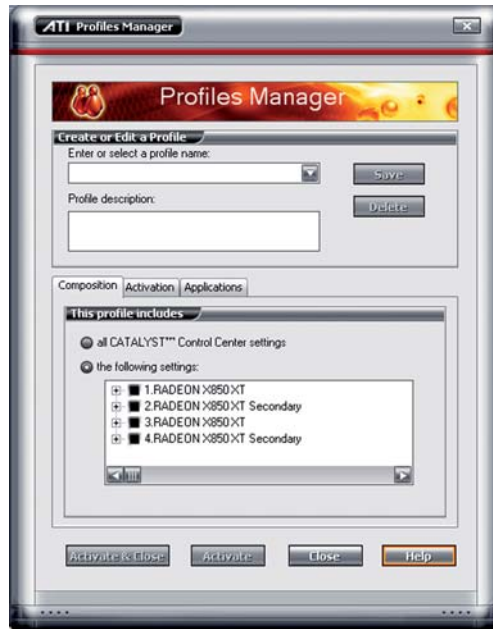 ATI Profiles Manager
Profiles Manager
Create or Edit a Profile
Enter or select a profile name:
Save
Profile description:
Delete
Composition Activation Applications
This profile includes
all CATALYST™ Control Center settings
the following settings:
1.RADEON X850 XT
2.RADEON X850 XT Secondary
3.RADEON X850 XT
4.RADEON X850 XT Secondary
Activate & Close Activate Close Help